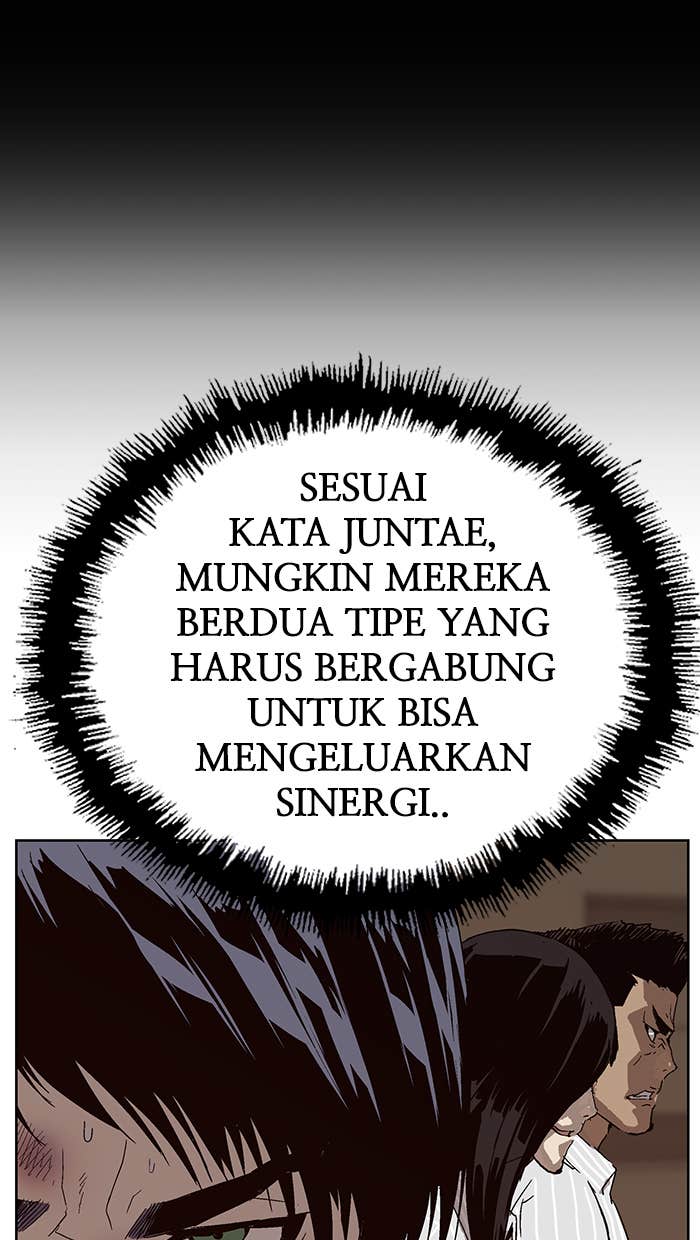 SESUAI
KATA JUNTAE,
MUNGKIN MEREKA
BERDUA TIPE YANG
HARUS BERGABUNG
UNTUK BISA
MENGELUARKAN
SINERGI..